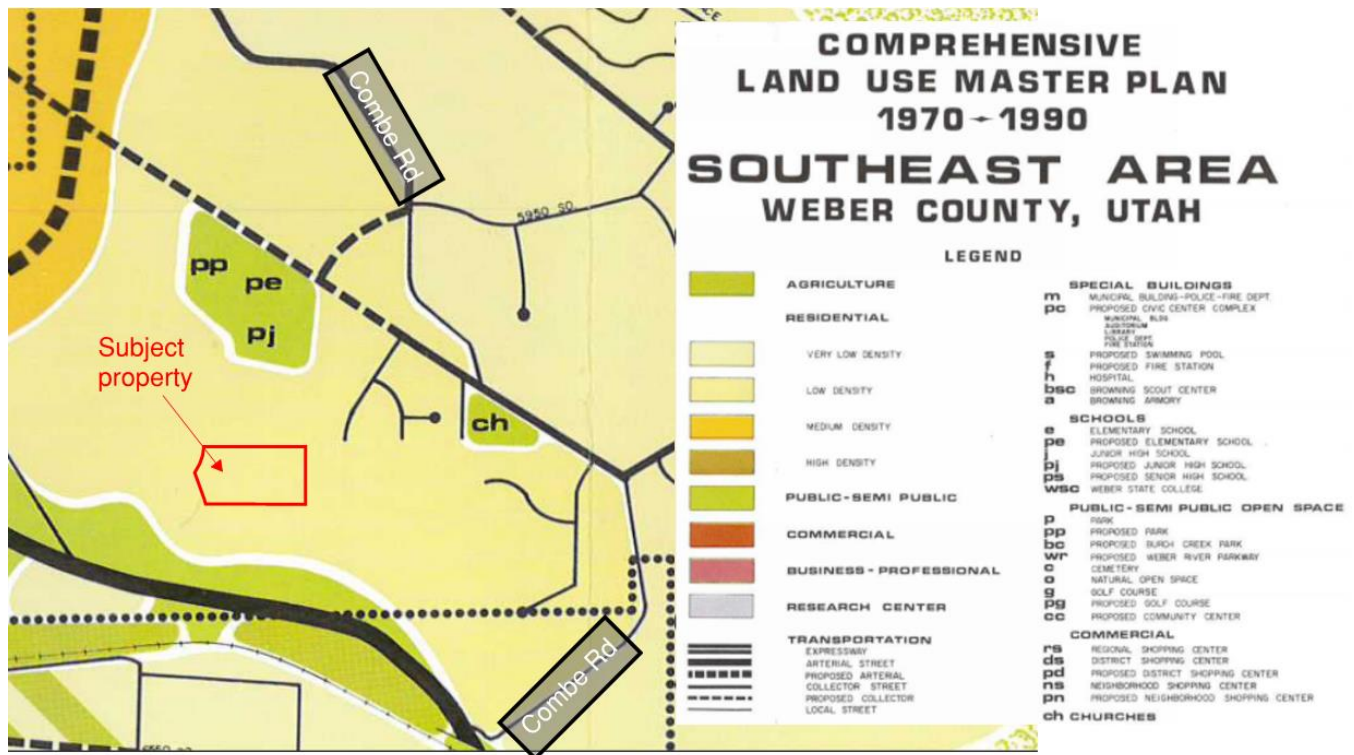 COMPREHENSIVE
LAND USE MASTER PLAN
1970-1990
SOUTHEAST AREA
WEBER COUNTY, UTAH
LEGEND
AGRICULTURE
RESIDENTIAL
VERY LOW DENSITY
LOW DENSITY
MEDIUM DENSITY
HIGH DENSITY
PUBLIC-SEMI PUBLIC
COMMERCIAL
BUSINESS-PROFESSIONAL
RESEARCH CENTER
TRANSPORTATION
EXPRESSWAY
ARTERIAL STREET
PROPOSED ARTERIAL
COLLECTOR STREET
PROPOSED COLLECTOR
LOCAL STREET
SPECIAL BUILDINGS
m MUNICIPAL BUILDING-POLICE-FIRE DEPT.
pc PROPOSED CIVIC CENTER COMPLEX
MUNICIPAL BLDG
AUDITORIUM
LIBRARY
POLICE DEPT.
FIRE STATION
s PROPOSED SWIMMING POOL
f PROPOSED FIRE STATION
h HOSPITAL
bsc BROWNING SCOUT CENTER
a BROWNING ARMORY
SCHOOLS
e ELEMENTARY SCHOOL
pe PROPOSED ELEMENTARY SCHOOL
j JUNIOR HIGH SCHOOL
pj PROPOSED JUNIOR HIGH SCHOOL
ps PROPOSED SENIOR HIGH SCHOOL
wsc WEBER STATE COLLEGE
PUBLIC-SEMI PUBLIC OPEN SPACE
p PARK
pp PROPOSED PARK
bc PROPOSED BURCH CREEK PARK
wr PROPOSED WEBER RIVER PARKWAY
c CEMETERY
o NATURAL OPEN SPACE
g GOLF COURSE
pg PROPOSED GOLF COURSE
cc PROPOSED COMMUNITY CENTER
COMMERCIAL
rs REGIONAL SHOPPING CENTER
ds DISTRICT SHOPPING CENTER
pd PROPOSED DISTRICT SHOPPING CENTER
ns NEIGHBORHOOD SHOPPING CENTER
pn PROPOSED NEIGHBORHOOD SHOPPING CENTER
ch CHURCHES
Combe Rd
5950 SO.
pp
pe
pj
Subject
property
ch
Combe Rd